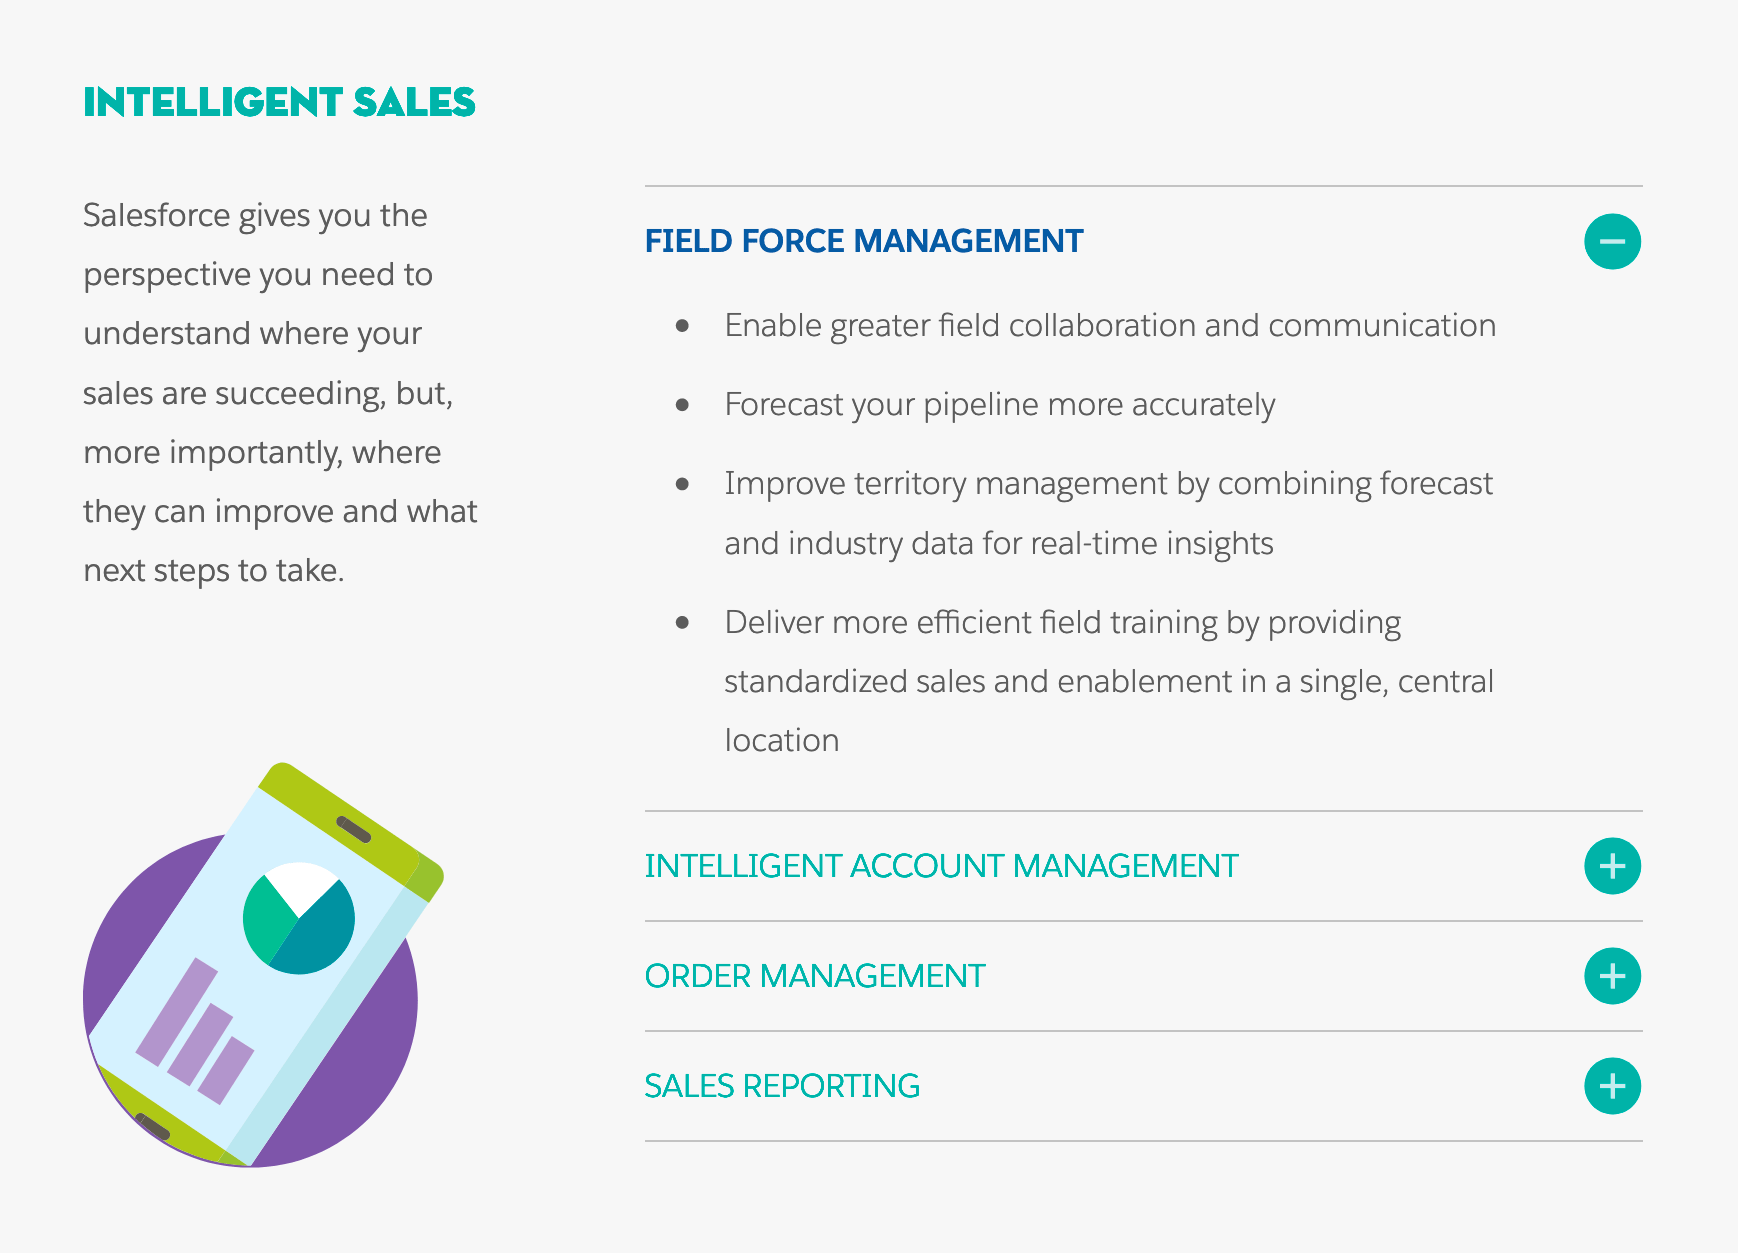 INTELLIGENT SALES
Salesforce gives you the
perspective you need to
understand where your
sales are succeeding, but,
more importantly, where
they can improve and what
next steps to take.
FIELD FORCE MANAGEMENT
● Enable greater field collaboration and communication
● Forecast your pipeline more accurately
● Improve territory management by combining forecast
and industry data for real-time insights
● Deliver more efficient field training by providing
standardized sales and enablement in a single, central
location
INTELLIGENT ACCOUNT MANAGEMENT
ORDER MANAGEMENT
SALES REPORTING